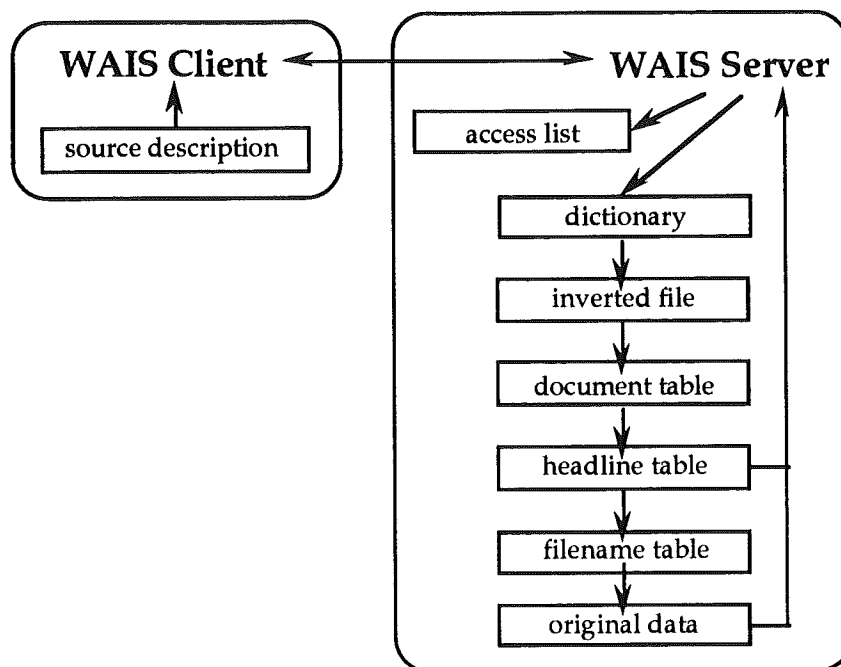 WAIS Client
source description
WAIS Server
access list
dictionary
inverted file
document table
headline table
filename table
original data